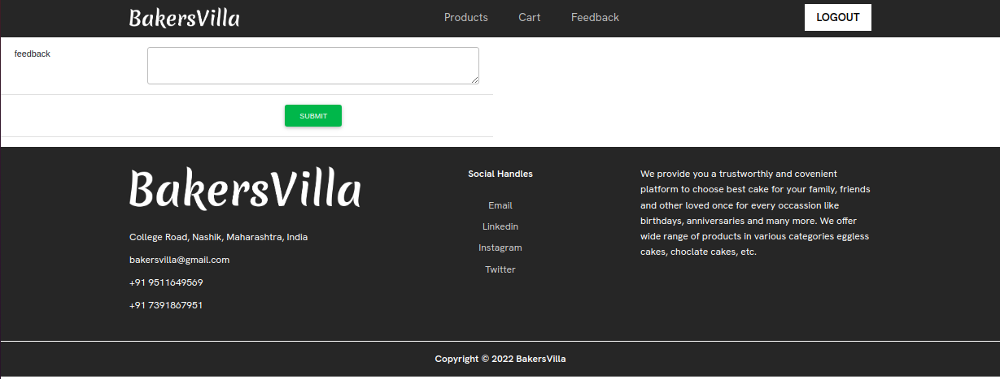 BakersVilla Products Cart Feedback LOGOUT
feedback
SUBMIT
BakersVilla
College Road, Nashik, Maharashtra, India
bakersvilla@gmail.com
+91 9511649569
+91 7391867951
Social Handles
Email
Linkedin
Instagram
Twitter
We provide you a trustworthly and covenient
platform to choose best cake for your family, friends
and other loved once for every occassion like
birthdays, anniversaries and many more. We offer
wide range of products in various categories eggless
cakes, choclate cakes, etc.
Copyright © 2022 BakersVilla